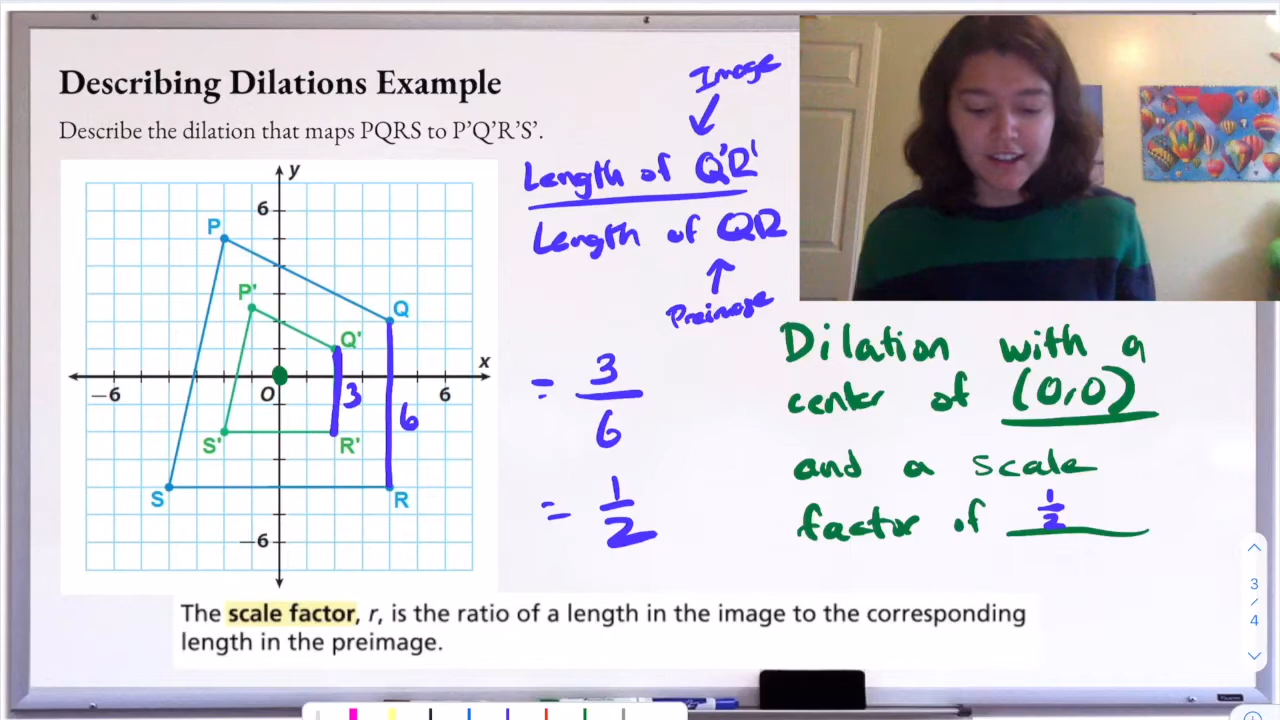 Describing Dilations Example
Describe the dilation that maps PQRS to P'Q'R'S'.
Image
↓
Length of Q'R'
Length of QR
↑
Preimage
= 3
6
= 1
2
y
6
P
P'
Q
Q'
x
−6
O
3
6
6
S'
R'
S
R
−6
Dilation with a
center of (0,0)
and a scale
factor of 1/2
The scale factor, r, is the ratio of a length in the image to the corresponding
length in the preimage.
3
/
4